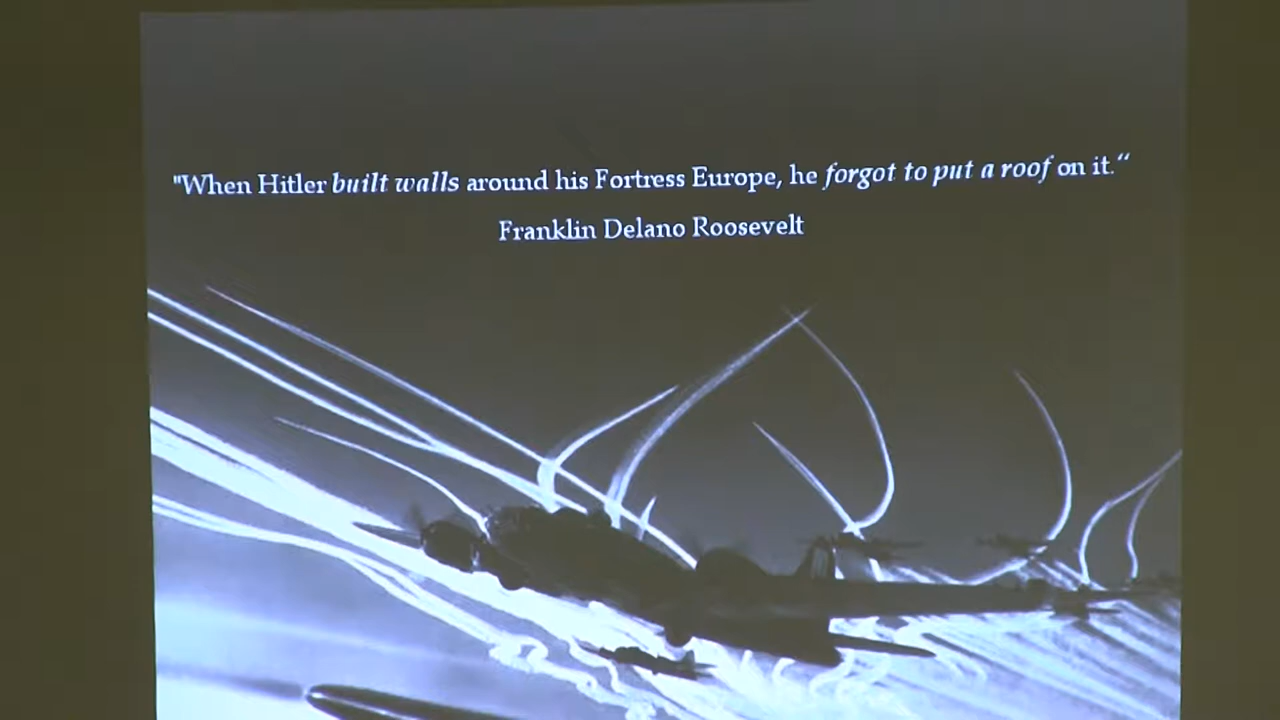 "When Hitler built walls around his Fortress Europe, he forgot to put a roof on it.“
Franklin Delano Roosevelt